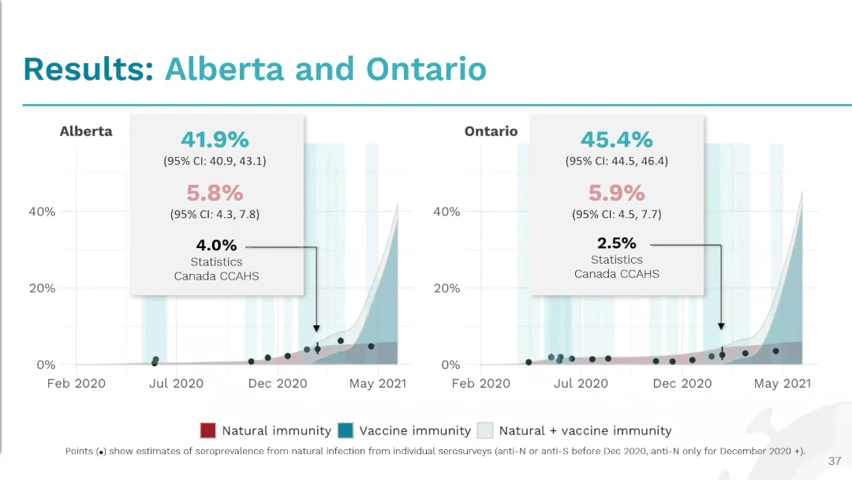 Results: Alberta and Ontario
Alberta
41.9%
(95% CI: 40.9, 43.1)
5.8%
(95% CI: 4.3, 7.8)
4.0%
Statistics
Canada CCAHS
40%
20%
0%
Feb 2020 Jul 2020 Dec 2020 May 2021
Ontario
45.4%
(95% CI: 44.5, 46.4)
5.9%
(95% CI: 4.5, 7.7)
2.5%
Statistics
Canada CCAHS
40%
20%
0%
Feb 2020 Jul 2020 Dec 2020 May 2021
Natural immunity Vaccine immunity Natural + vaccine immunity
Points (•) show estimates of seroprevalence from natural infection from individual serosurveys (anti-N or anti-S before Dec 2020, anti-N only for December 2020 +).
37